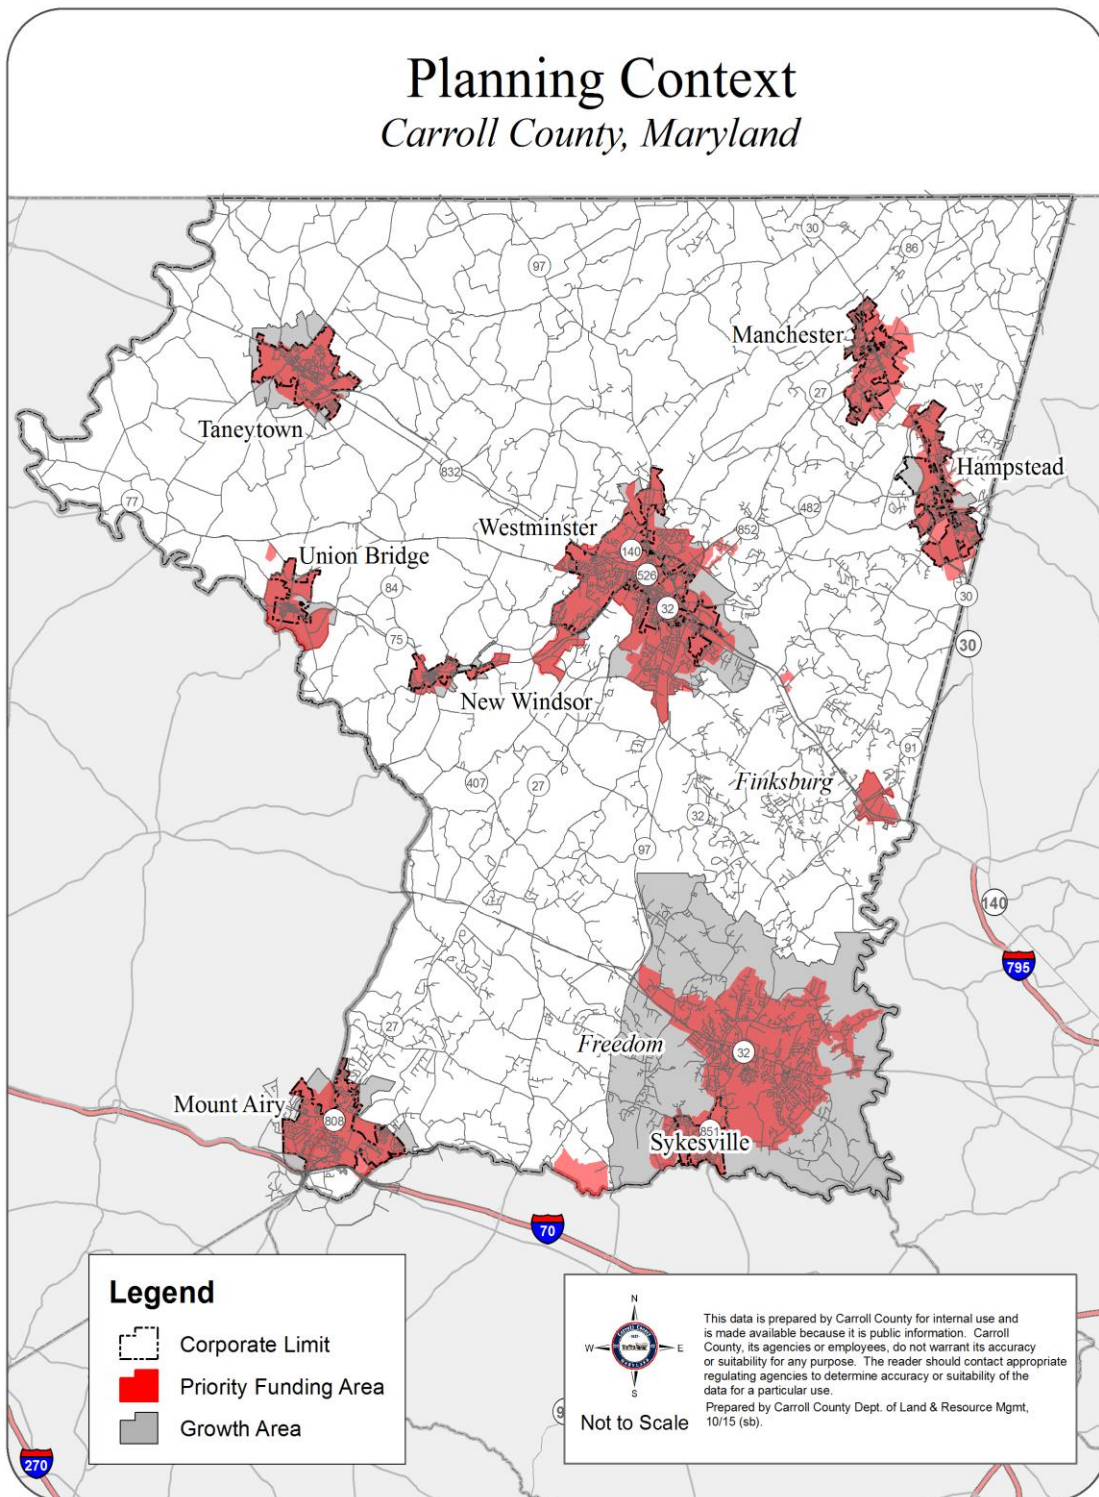 Planning Context
Carroll County, Maryland
30
86
97
Manchester
27
Taneytown
Hampstead
832
77
482
Westminster
852
140
Union Bridge
526
84
32
30
75
30
New Windsor
91
Finksburg
407
27
32
97
140
795
27
Freedom
32
Mount Airy
808
851
Sykesville
70
Legend
Corporate Limit
Priority Funding Area
Growth Area
N
W
E
S
Not to Scale
This data is prepared by Carroll County for internal use and
is made available because it is public information. Carroll
County, its agencies or employees, do not warrant its accuracy
or suitability for any purpose. The reader should contact appropriate
regulating agencies to determine accuracy or suitability of the
data for a particular use.
Prepared by Carroll County Dept. of Land & Resource Mgmt,
10/15 (sb).
270